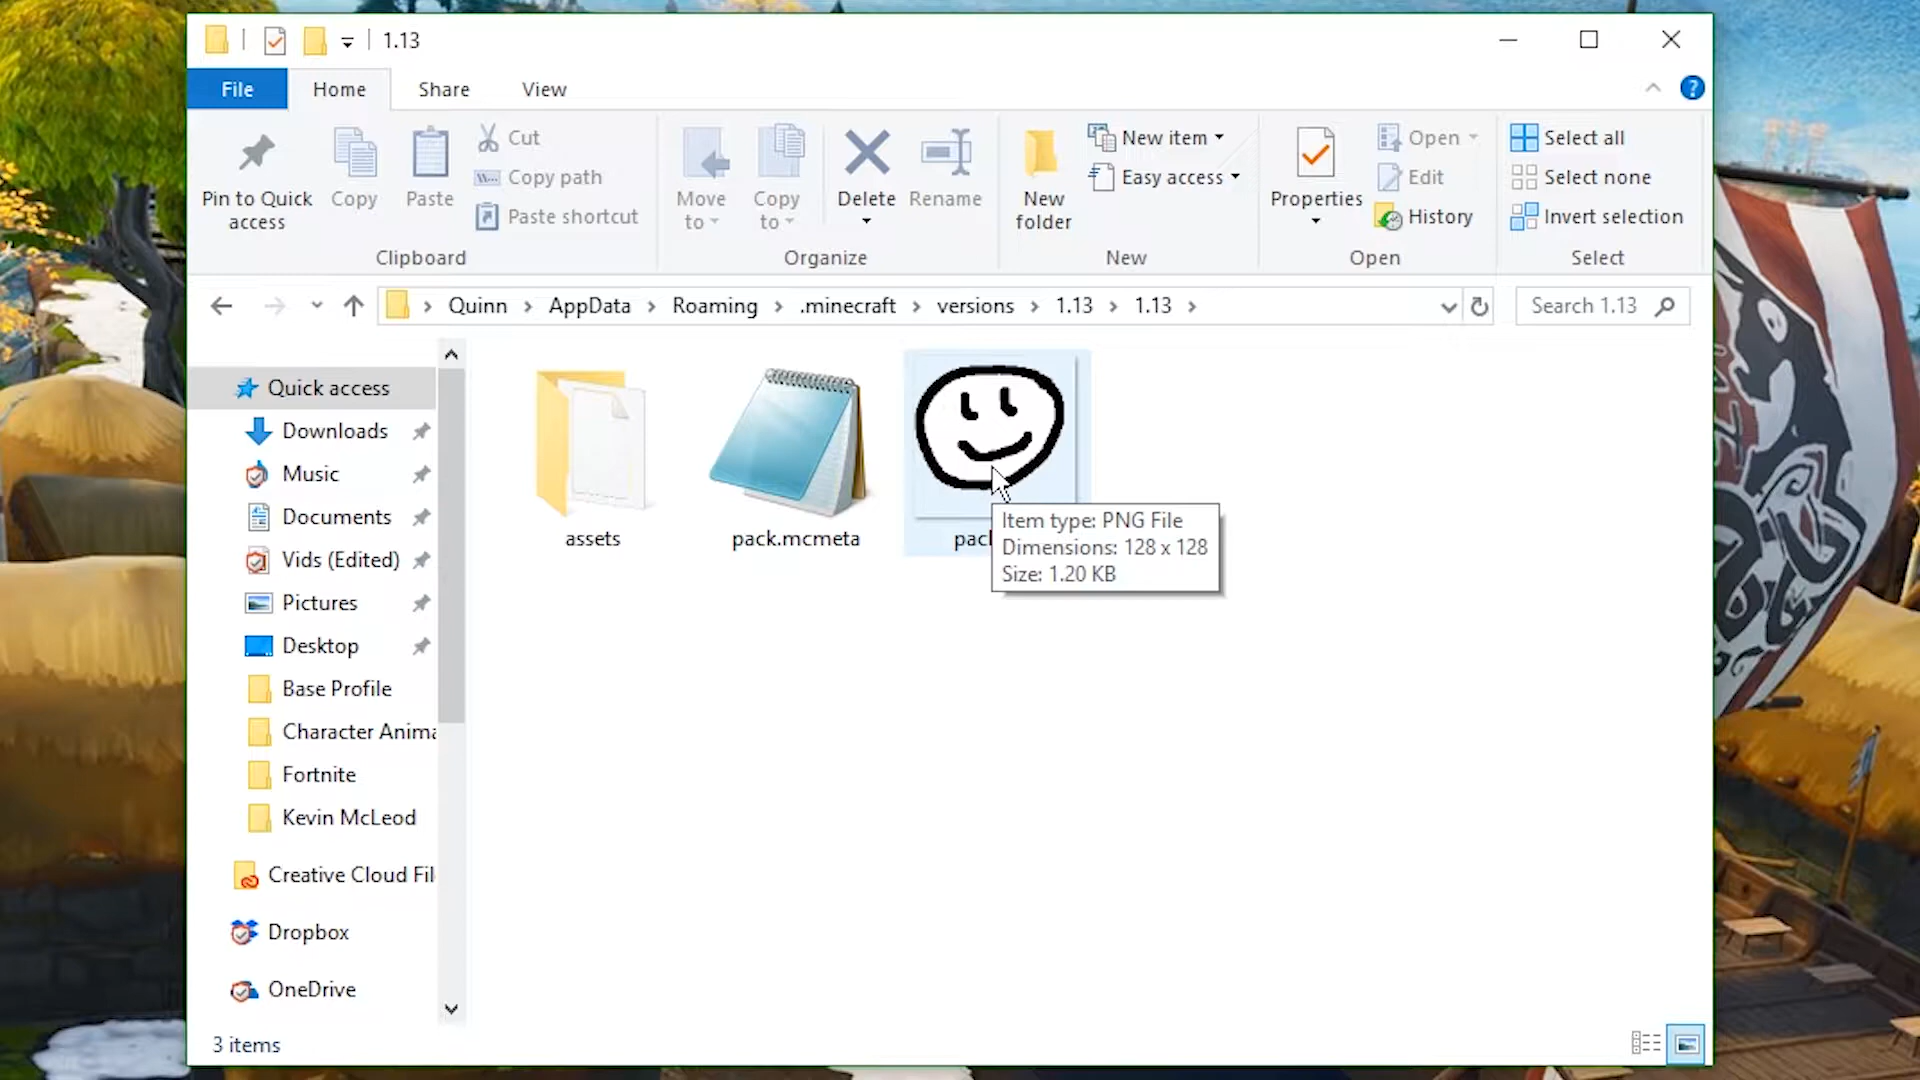 1.13
File Home Share View
Pin to Quick access
Copy
Paste
Cut
Copy path
Paste shortcut
Clipboard
Move to
Copy to
Delete
Rename
Organize
New folder
New item
Easy access
New
Properties
Open
Edit
History
Open
Select all
Select none
Invert selection
Select
Quinn > AppData > Roaming > .minecraft > versions > 1.13 > 1.13 >
Search 1.13
Quick access
Downloads
Music
Documents
Vids (Edited)
Pictures
Desktop
Base Profile
Character Anima
Fortnite
Kevin McLeod
Creative Cloud Fil
Dropbox
OneDrive
assets
pack.mcmeta
pac
Item type: PNG File
Dimensions: 128 x 128
Size: 1.20 KB
3 items